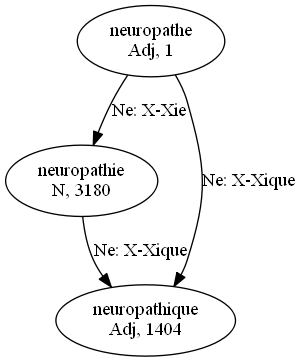 neuropathe
Adj, 1
Ne: X-Xie
neuropathie
N, 3180
Ne: X-Xique
Ne: X-Xique
neuropathique
Adj, 1404